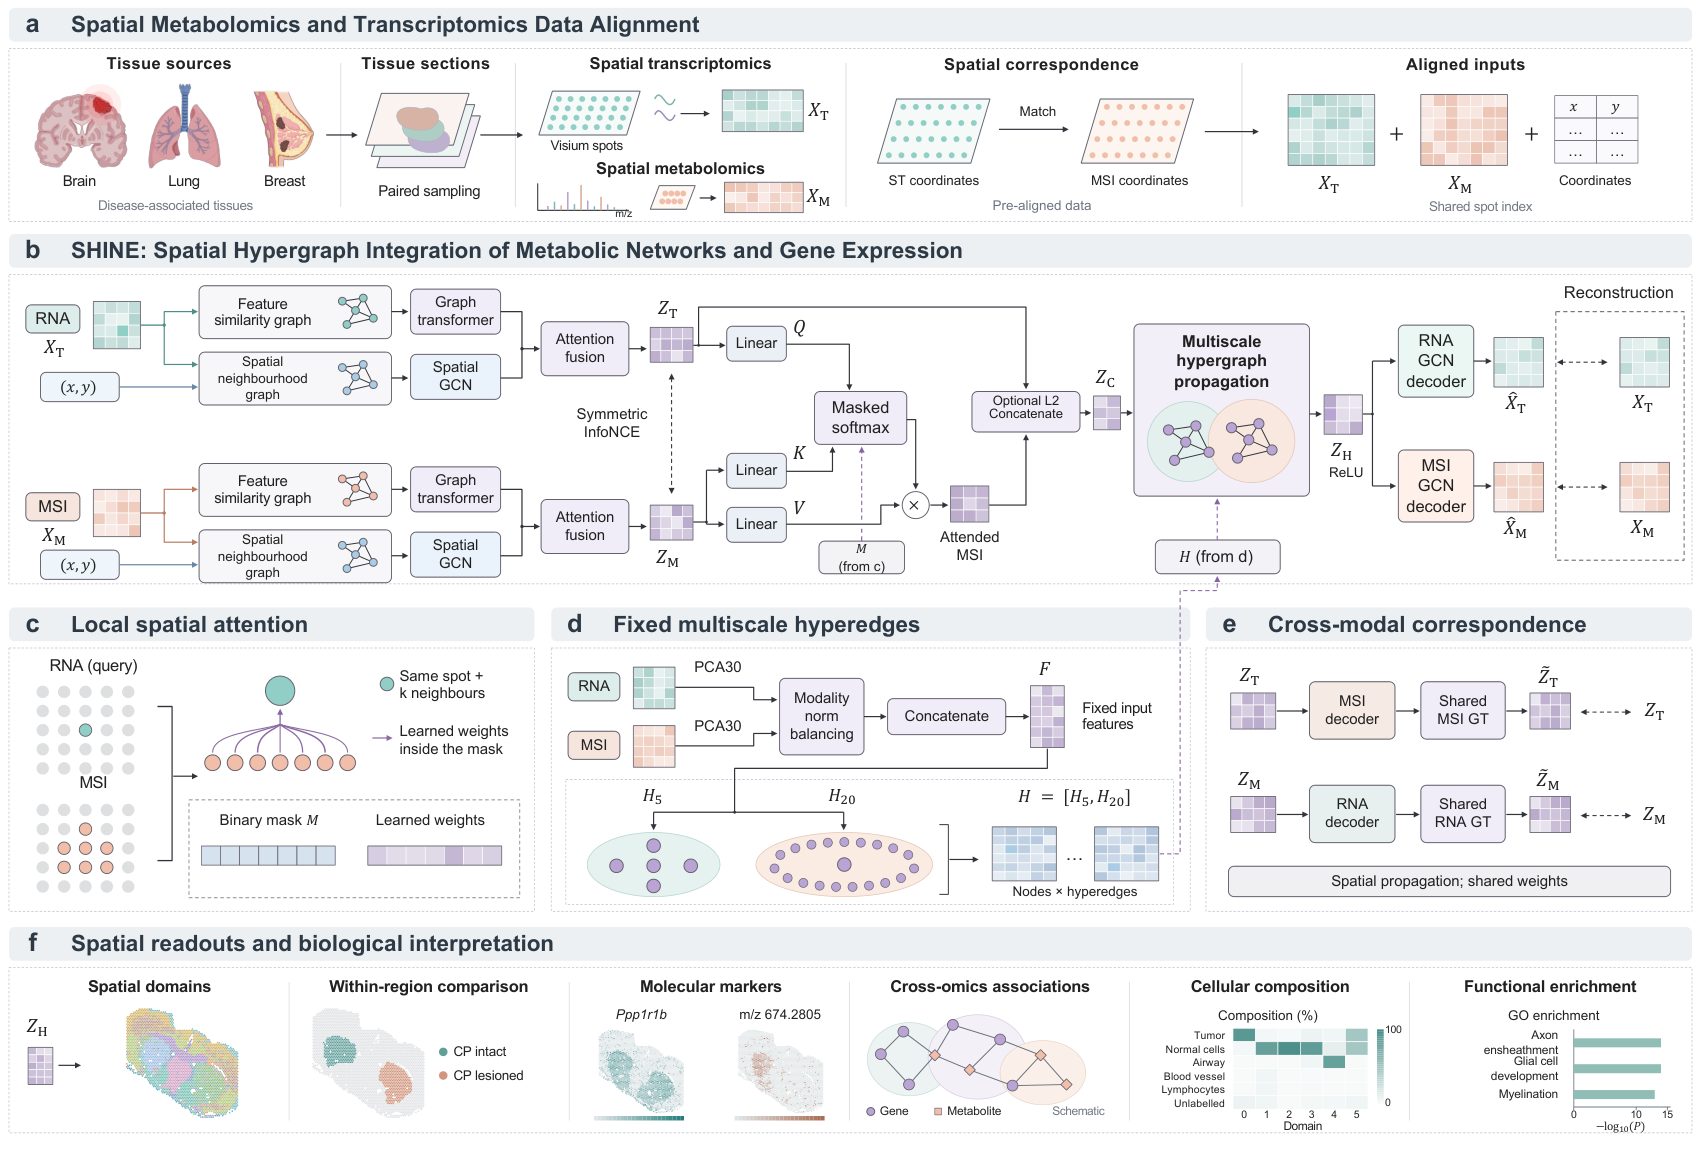 a Spatial Metabolomics and Transcriptomics Data Alignment
Tissue sources
Brain
Lung
Breast
Disease-associated tissues
Tissue sections
Paired sampling
Spatial transcriptomics
Visium spots
X_T
Spatial metabolomics
m/z
X_M
Spatial correspondence
Match
ST coordinates
MSI coordinates
Pre-aligned data
Aligned inputs
+
+
x y
... ...
... ...
X_T
X_M
Coordinates
Shared spot index
b SHINE: Spatial Hypergraph Integration of Metabolic Networks and Gene Expression
RNA
X_T
(x, y)
Feature
similarity graph
Spatial
neighbourhood
graph
Graph
transformer
Spatial
GCN
Attention
fusion
Z_T
Linear
Q
MSI
X_M
(x, y)
Feature
similarity graph
Spatial
neighbourhood
graph
Graph
transformer
Spatial
GCN
Attention
fusion
Z_M
Symmetric
InfoNCE
Linear
K
Linear
V
Masked
softmax
M
(from c)
×
Attended
MSI
Optional L2
Concatenate
Z_C
Multiscale
hypergraph
propagation
H (from d)
Z_H
ReLU
RNA
GCN
decoder
MSI
GCN
decoder
X̂_T
X̂_M
Reconstruction
X_T
X_M
c Local spatial attention
RNA (query)
MSI
Same spot +
k neighbours
Learned weights
inside the mask
Binary mask M
Learned weights
d Fixed multiscale hyperedges
RNA
PCA30
MSI
PCA30
Modality
norm
balancing
Concatenate
F
Fixed input
features
H_5
H_20
H = [H_5, H_20]
...
Nodes × hyperedges
e Cross-modal correspondence
Z_T
MSI
decoder
Shared
MSI GT
Z̃_T
Z_T
Z_M
RNA
decoder
Shared
RNA GT
Z̃_M
Z_M
Spatial propagation; shared weights
f Spatial readouts and biological interpretation
Spatial domains
Z_H
Within-region comparison
CP intact
CP lesioned
Molecular markers
Ppp1r1b
m/z 674.2805
Cross-omics associations
Gene
Metabolite
Schematic
Cellular composition
Composition (%)
Tumor
Normal cells
Airway
Blood vessel
Lymphocytes
Unlabelled
0 1 2 3 4 5
Domain
100
0
Functional enrichment
GO enrichment
Axon
ensheathment
Glial cell
development
Myelination
0 10 15
−log₁₀(P)